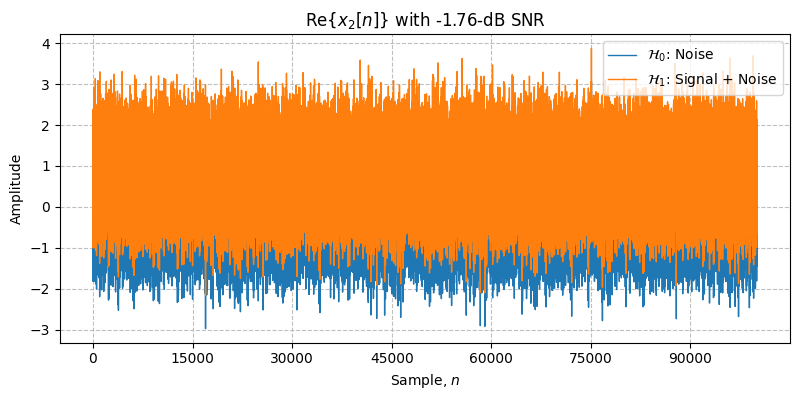 Re{x₂[n]} with -1.76-dB SNR
ℋ₀: Noise
ℋ₁: Signal + Noise
Amplitude
4
3
2
1
0
−1
−2
−3
0 15000 30000 45000 60000 75000 90000
Sample, n